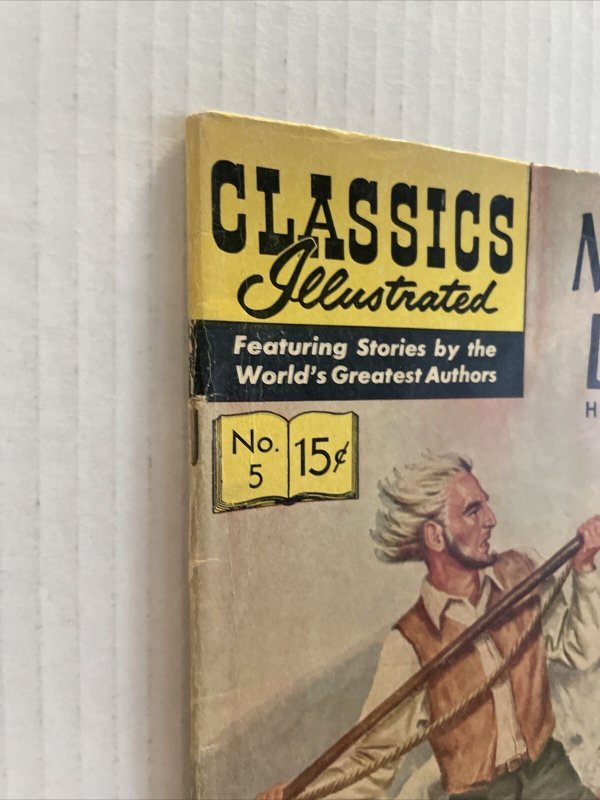 CLASSICS
Illustrated
Featuring Stories by the
World's Greatest Authors
No.
5
15¢